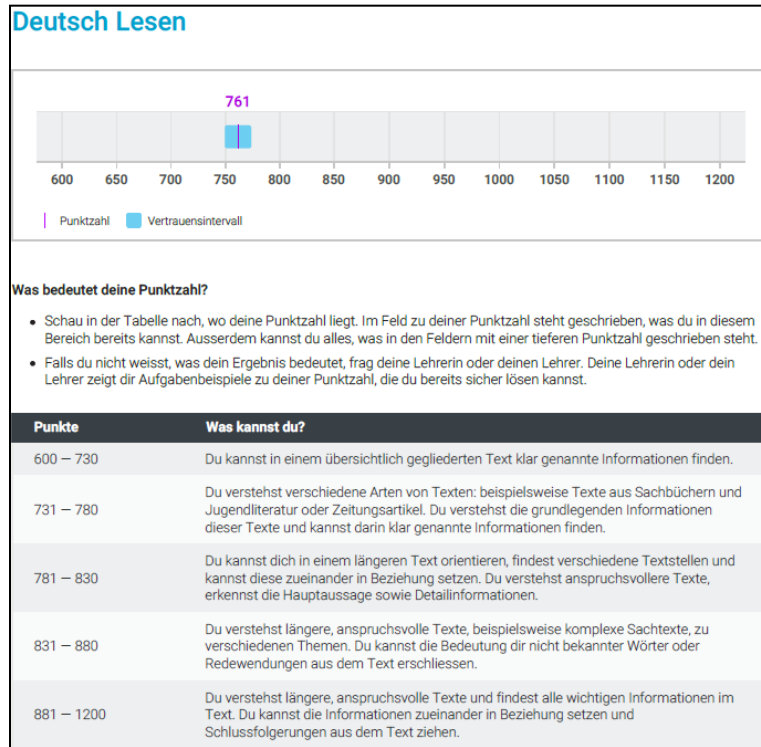 Deutsch Lesen
761
600 650 700 750 800 850 900 950 1000 1050 1100 1150 1200
Punktzahl Vertrauensintervall
Was bedeutet deine Punktzahl?
• Schau in der Tabelle nach, wo deine Punktzahl liegt. Im Feld zu deiner Punktzahl steht geschrieben, was du in diesem
Bereich bereits kannst. Ausserdem kannst du alles, was in den Feldern mit einer tieferen Punktzahl geschrieben steht.
• Falls du nicht weisst, was dein Ergebnis bedeutet, frag deine Lehrerin oder deinen Lehrer. Deine Lehrerin oder dein
Lehrer zeigt dir Aufgabenbeispiele zu deiner Punktzahl, die du bereits sicher lösen kannst.
Punkte Was kannst du?
600 — 730 Du kannst in einem übersichtlich gegliederten Text klar genannte Informationen finden.
731 — 780 Du verstehst verschiedene Arten von Texten: beispielsweise Texte aus Sachbüchern und
Jugendliteratur oder Zeitungsartikel. Du verstehst die grundlegenden Informationen
dieser Texte und kannst darin klar genannte Informationen finden.
781 — 830 Du kannst dich in einem längeren Text orientieren, findest verschiedene Textstellen und
kannst diese zueinander in Beziehung setzen. Du verstehst anspruchsvollere Texte,
erkennst die Hauptaussage sowie Detailinformationen.
831 — 880 Du verstehst längere, anspruchsvolle Texte, beispielsweise komplexe Sachtexte, zu
verschiedenen Themen. Du kannst die Bedeutung dir nicht bekannter Wörter oder
Redewendungen aus dem Text erschliessen.
881 — 1200 Du verstehst längere, anspruchsvolle Texte und findest alle wichtigen Informationen im
Text. Du kannst die Informationen zueinander in Beziehung setzen und
Schlussfolgerungen aus dem Text ziehen.